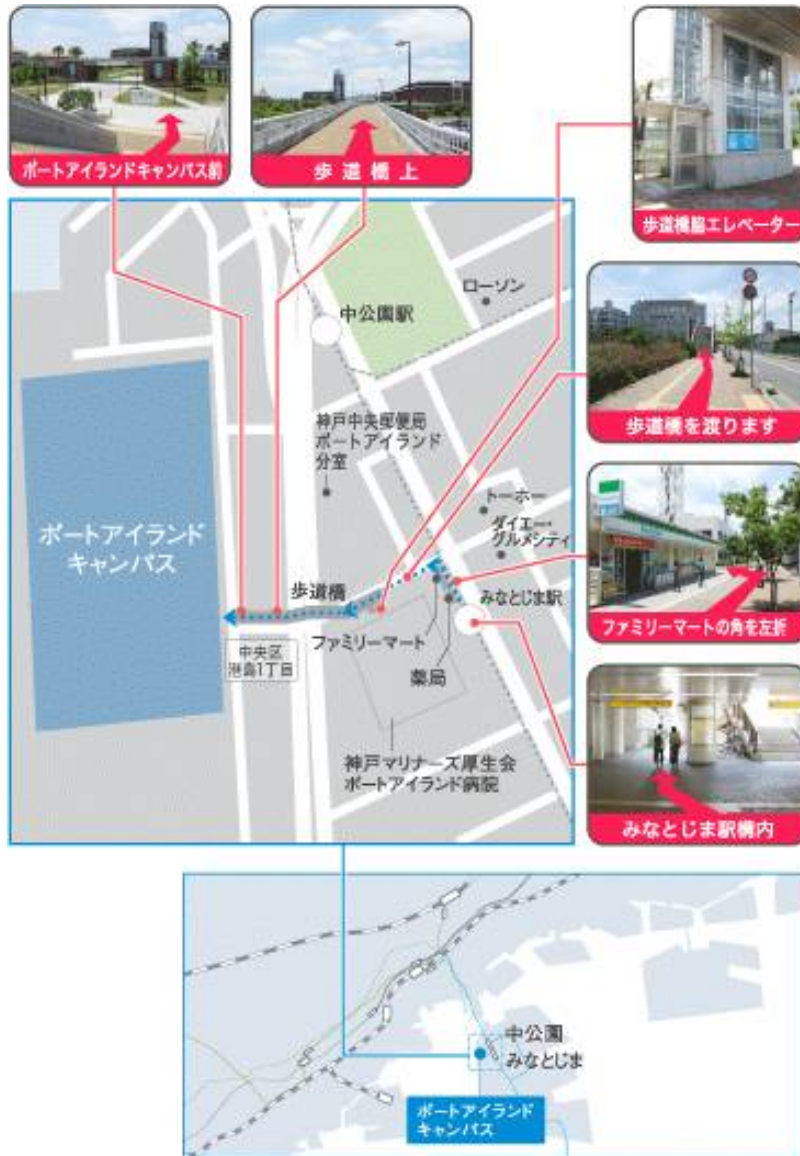 ポートアイランドキャンパス前
歩道橋上
歩道橋脇エレベーター
中公園駅
ローソン
歩道橋を渡ります
神戸中央郵便局
ポートアイランド
分室
トーホー
ダイエー・
グルメシティ
ポートアイランド
キャンパス
歩道橋
みなとじま駅
ファミリーマートの角を左折
ファミリーマート
中央区
港島1丁目
薬局
神戸マリナーズ厚生会
ポートアイランド病院
みなとじま駅構内
中公園
みなとじま
ポートアイランド
キャンパス